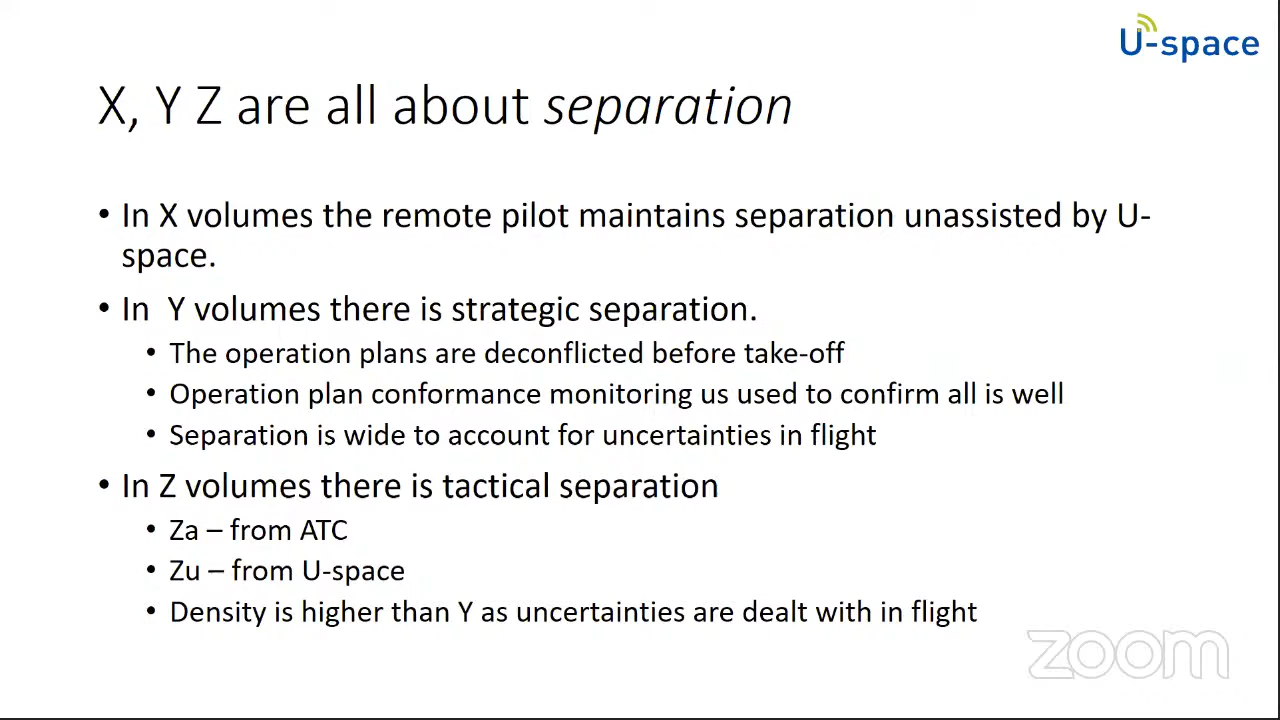 U-space
X, Y Z are all about separation
• In X volumes the remote pilot maintains separation unassisted by U-
space.
• In Y volumes there is strategic separation.
• The operation plans are deconflicted before take-off
• Operation plan conformance monitoring us used to confirm all is well
• Separation is wide to account for uncertainties in flight
• In Z volumes there is tactical separation
• Za – from ATC
• Zu – from U-space
• Density is higher than Y as uncertainties are dealt with in flight
zoom